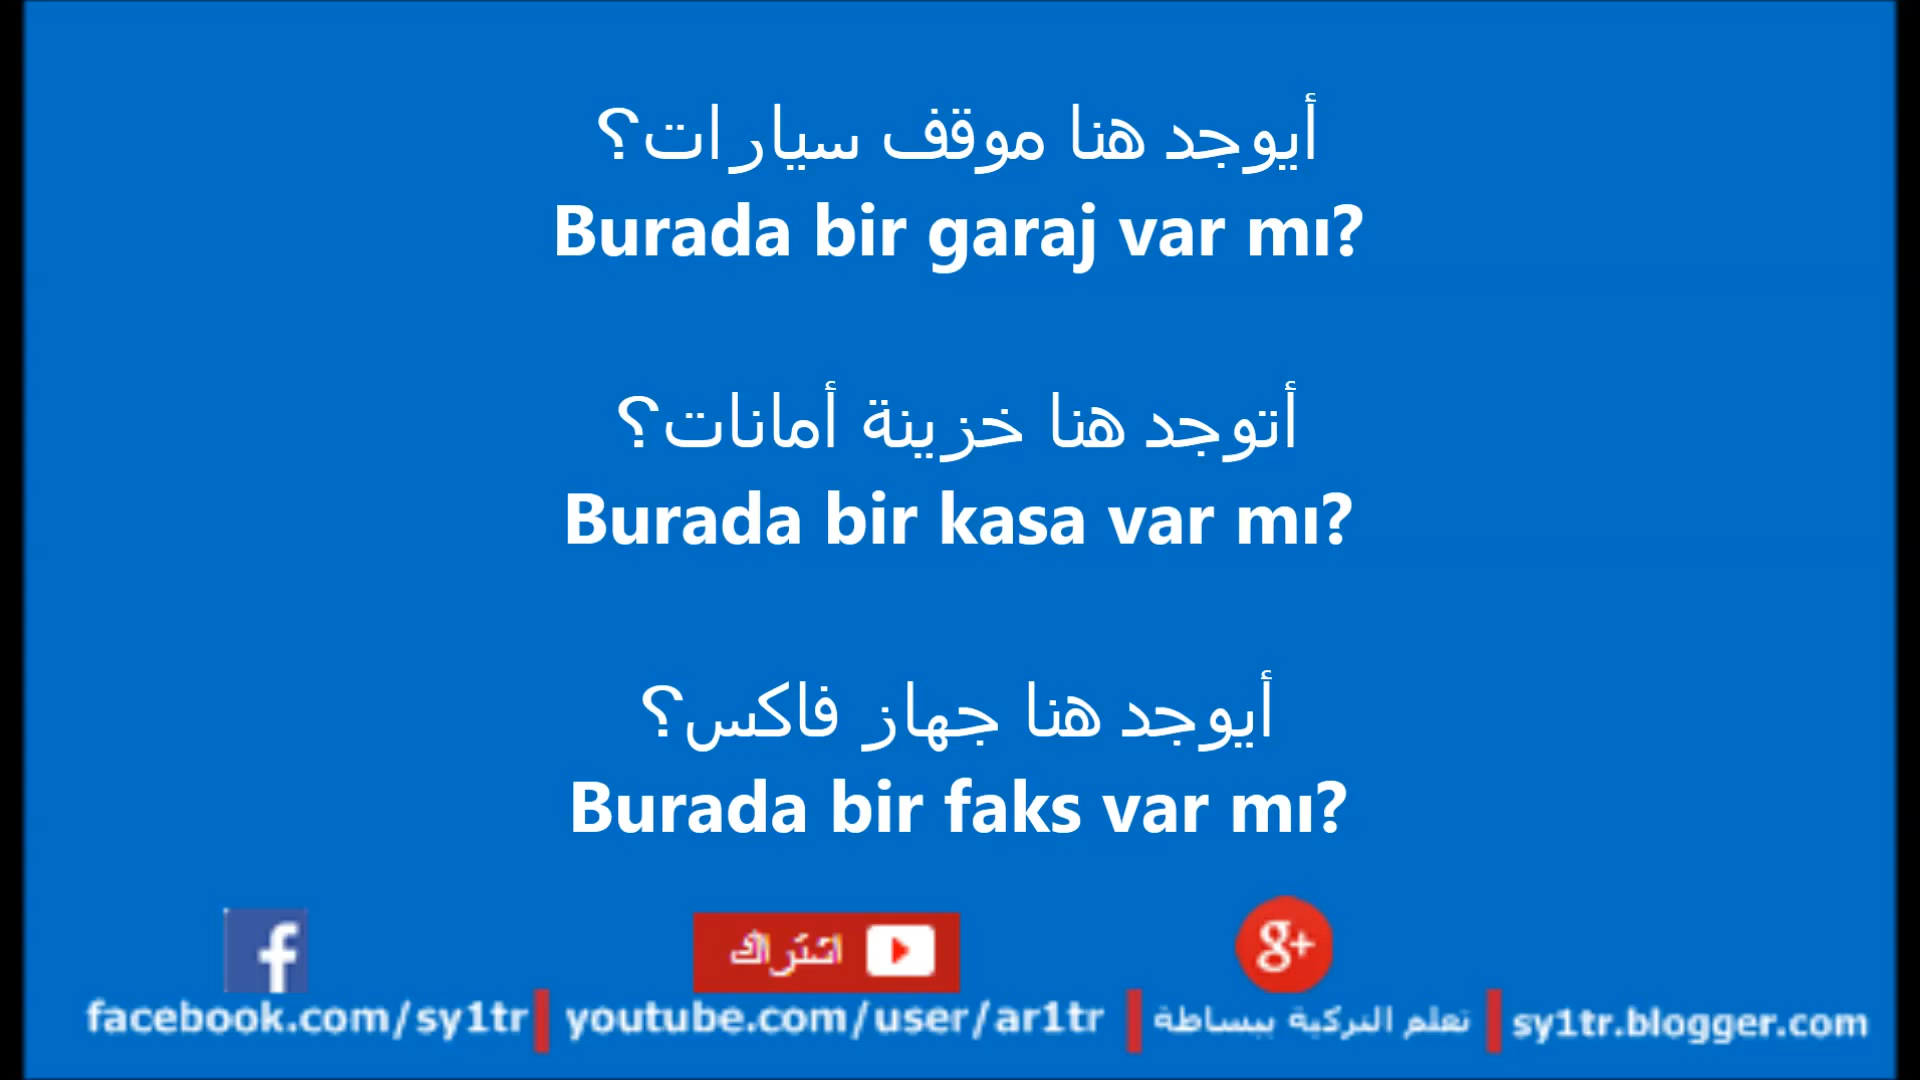 أيوجد هنا موقف سيارات؟
Burada bir garaj var mı?
أتوجد هنا خزينة أمانات؟
Burada bir kasa var mı?
أيوجد هنا جهاز فاكس؟
Burada bir faks var mı?
f
اشتراك
g+
facebook.com/sy1tr
youtube.com/user/ar1tr
تعلم التركية ببساطة
sy1tr.blogger.com